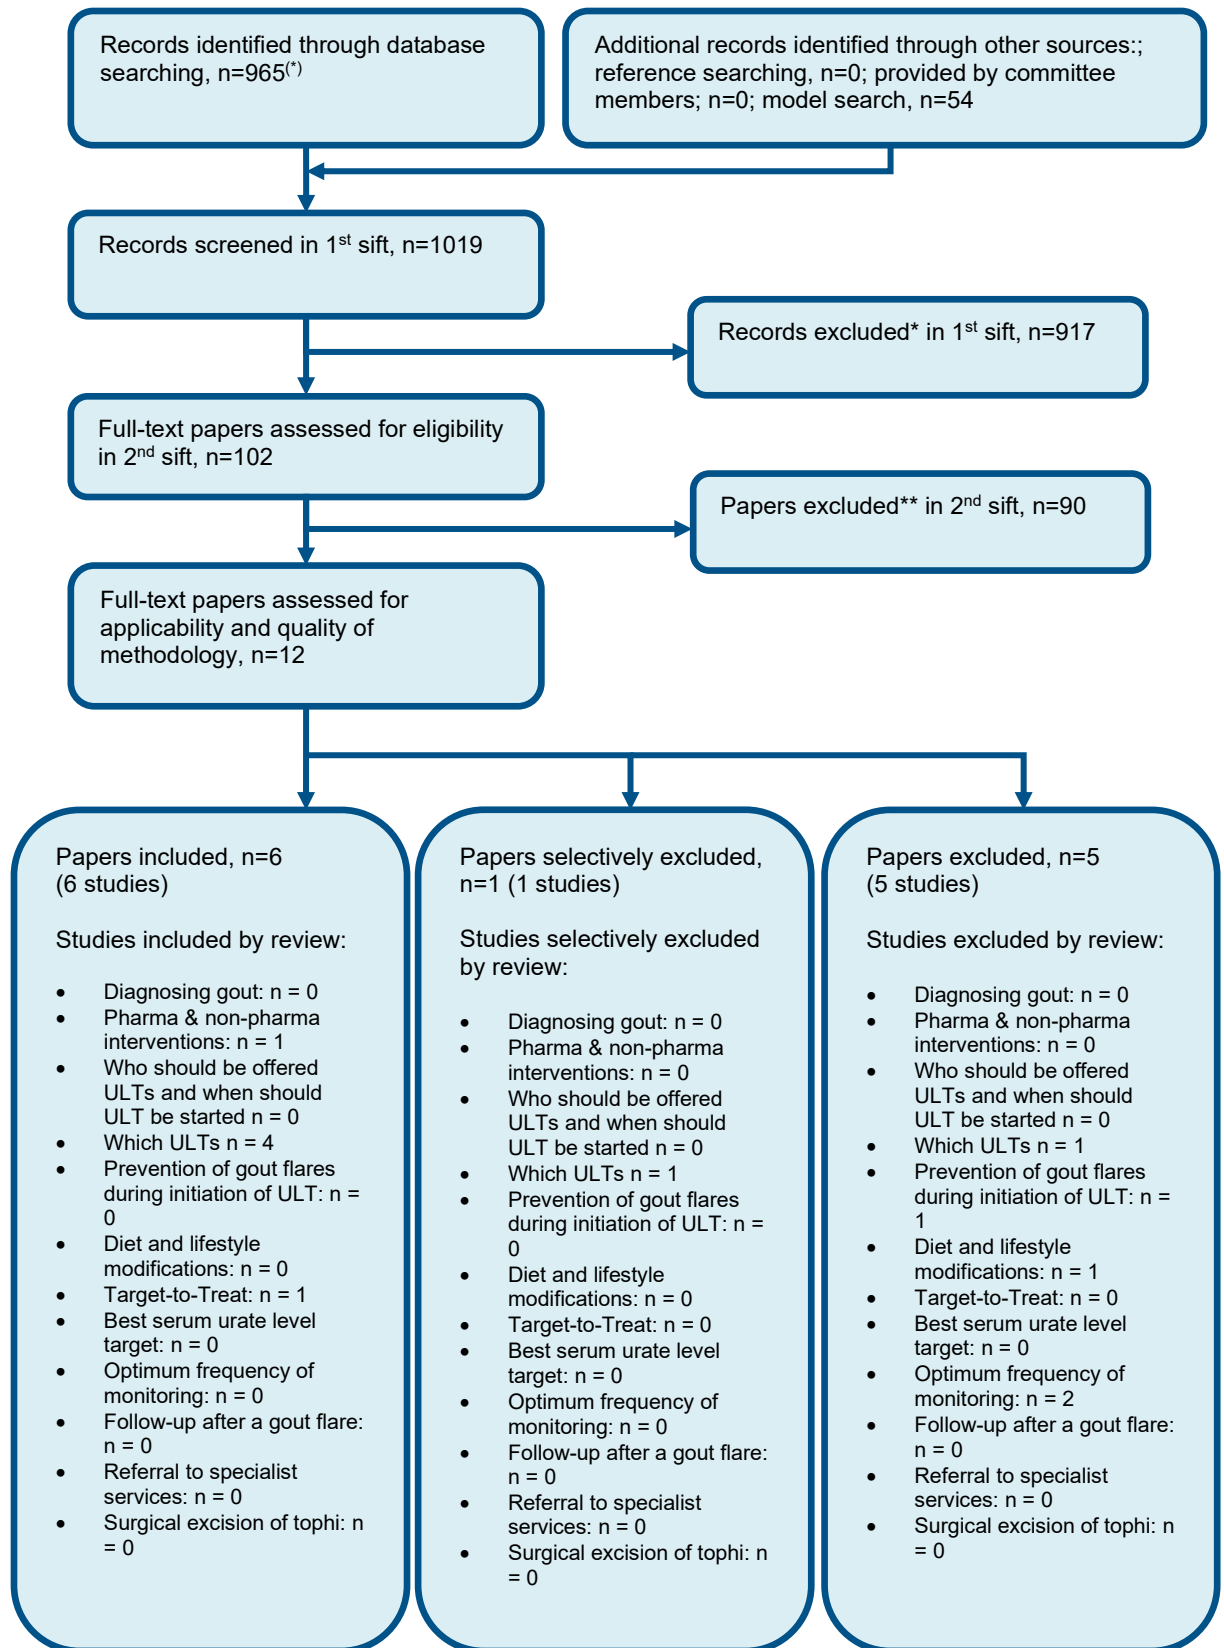 Records identified through database
searching, n=965(*)
Additional records identified through other sources:;
reference searching, n=0; provided by committee
members; n=0; model search, n=54
Records screened in 1st sift, n=1019
Records excluded* in 1st sift, n=917
Full-text papers assessed for eligibility
in 2nd sift, n=102
Papers excluded** in 2nd sift, n=90
Full-text papers assessed for
applicability and quality of
methodology, n=12
Papers included, n=6
(6 studies)
Studies included by review:
• Diagnosing gout: n = 0
• Pharma & non-pharma
interventions: n = 1
• Who should be offered
ULTs and when should
ULT be started n = 0
• Which ULTs n = 4
• Prevention of gout flares
during initiation of ULT: n =
0
• Diet and lifestyle
modifications: n = 0
• Target-to-Treat: n = 1
• Best serum urate level
target: n = 0
• Optimum frequency of
monitoring: n = 0
• Follow-up after a gout flare:
n = 0
• Referral to specialist
services: n = 0
• Surgical excision of tophi: n
= 0
Papers selectively excluded,
n=1 (1 studies)
Studies selectively excluded
by review:
• Diagnosing gout: n = 0
• Pharma & non-pharma
interventions: n = 0
• Who should be offered
ULTs and when should
ULT be started n = 0
• Which ULTs n = 1
• Prevention of gout flares
during initiation of ULT: n =
0
• Diet and lifestyle
modifications: n = 0
• Target-to-Treat: n = 0
• Best serum urate level
target: n = 0
• Optimum frequency of
monitoring: n = 0
• Follow-up after a gout flare:
n = 0
• Referral to specialist
services: n = 0
• Surgical excision of tophi: n
= 0
Papers excluded, n=5
(5 studies)
Studies excluded by review:
• Diagnosing gout: n = 0
• Pharma & non-pharma
interventions: n = 0
• Who should be offered
ULTs and when should
ULT be started n = 0
• Which ULTs n = 1
• Prevention of gout flares
during initiation of ULT: n =
1
• Diet and lifestyle
modifications: n = 1
• Target-to-Treat: n = 0
• Best serum urate level
target: n = 0
• Optimum frequency of
monitoring: n = 2
• Follow-up after a gout flare:
n = 0
• Referral to specialist
services: n = 0
• Surgical excision of tophi: n
= 0